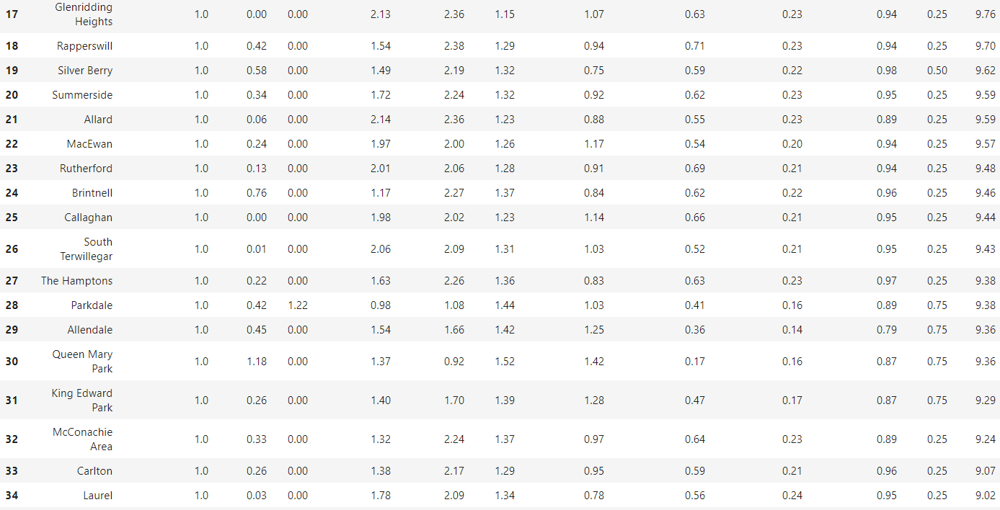 17 Glenridding Heights 1.0 0.00 0.00 2.13 2.36 1.15 1.07 0.63 0.23 0.94 0.25 9.76
18 Rapperswill 1.0 0.42 0.00 1.54 2.38 1.29 0.94 0.71 0.23 0.94 0.25 9.70
19 Silver Berry 1.0 0.58 0.00 1.49 2.19 1.32 0.75 0.59 0.22 0.98 0.50 9.62
20 Summerside 1.0 0.34 0.00 1.72 2.24 1.32 0.92 0.62 0.23 0.95 0.25 9.59
21 Allard 1.0 0.06 0.00 2.14 2.36 1.23 0.88 0.55 0.23 0.89 0.25 9.59
22 MacEwan 1.0 0.24 0.00 1.97 2.00 1.26 1.17 0.54 0.20 0.94 0.25 9.57
23 Rutherford 1.0 0.13 0.00 2.01 2.06 1.28 0.91 0.69 0.21 0.94 0.25 9.48
24 Brintnell 1.0 0.76 0.00 1.17 2.27 1.37 0.84 0.62 0.22 0.96 0.25 9.46
25 Callaghan 1.0 0.00 0.00 1.98 2.02 1.23 1.14 0.66 0.21 0.95 0.25 9.44
26 South Terwillegar 1.0 0.01 0.00 2.06 2.09 1.31 1.03 0.52 0.21 0.95 0.25 9.43
27 The Hamptons 1.0 0.22 0.00 1.63 2.26 1.36 0.83 0.63 0.23 0.97 0.25 9.38
28 Parkdale 1.0 0.42 1.22 0.98 1.08 1.44 1.03 0.41 0.16 0.89 0.75 9.38
29 Allendale 1.0 0.45 0.00 1.54 1.66 1.42 1.25 0.36 0.14 0.79 0.75 9.36
30 Queen Mary Park 1.0 1.18 0.00 1.37 0.92 1.52 1.42 0.17 0.16 0.87 0.75 9.36
31 King Edward Park 1.0 0.26 0.00 1.40 1.70 1.39 1.28 0.47 0.17 0.87 0.75 9.29
32 McConachie Area 1.0 0.33 0.00 1.32 2.24 1.37 0.97 0.64 0.23 0.89 0.25 9.24
33 Carlton 1.0 0.26 0.00 1.38 2.17 1.29 0.95 0.59 0.21 0.96 0.25 9.07
34 Laurel 1.0 0.03 0.00 1.78 2.09 1.34 0.78 0.56 0.24 0.95 0.25 9.02